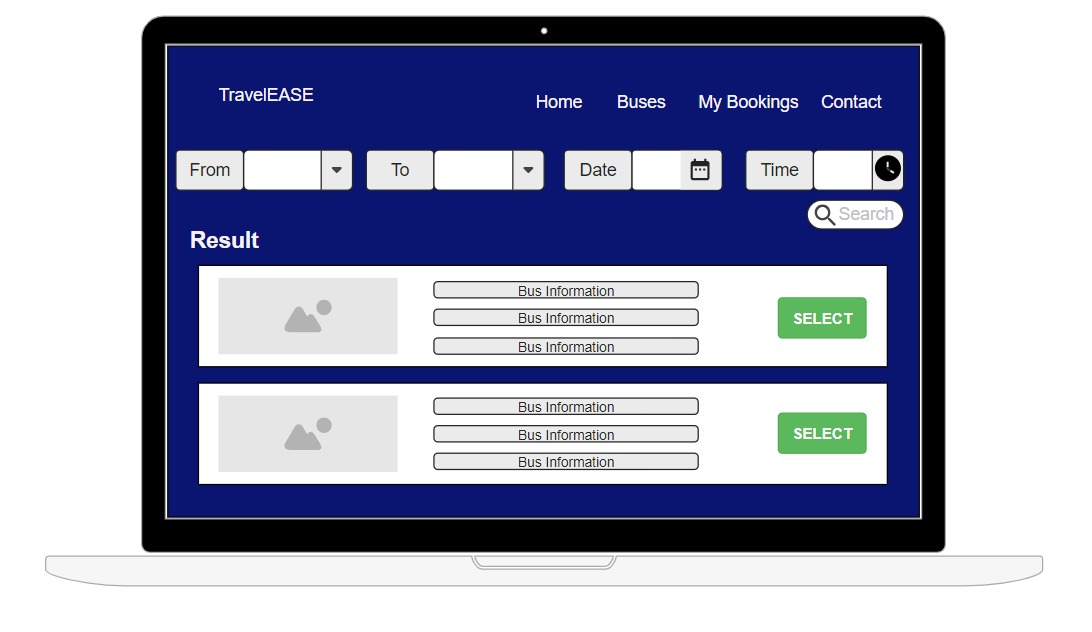 TravelEASE
Home Buses My Bookings Contact
From To Date Time
Search
Result
Bus Information
Bus Information
Bus Information
SELECT
Bus Information
Bus Information
Bus Information
SELECT